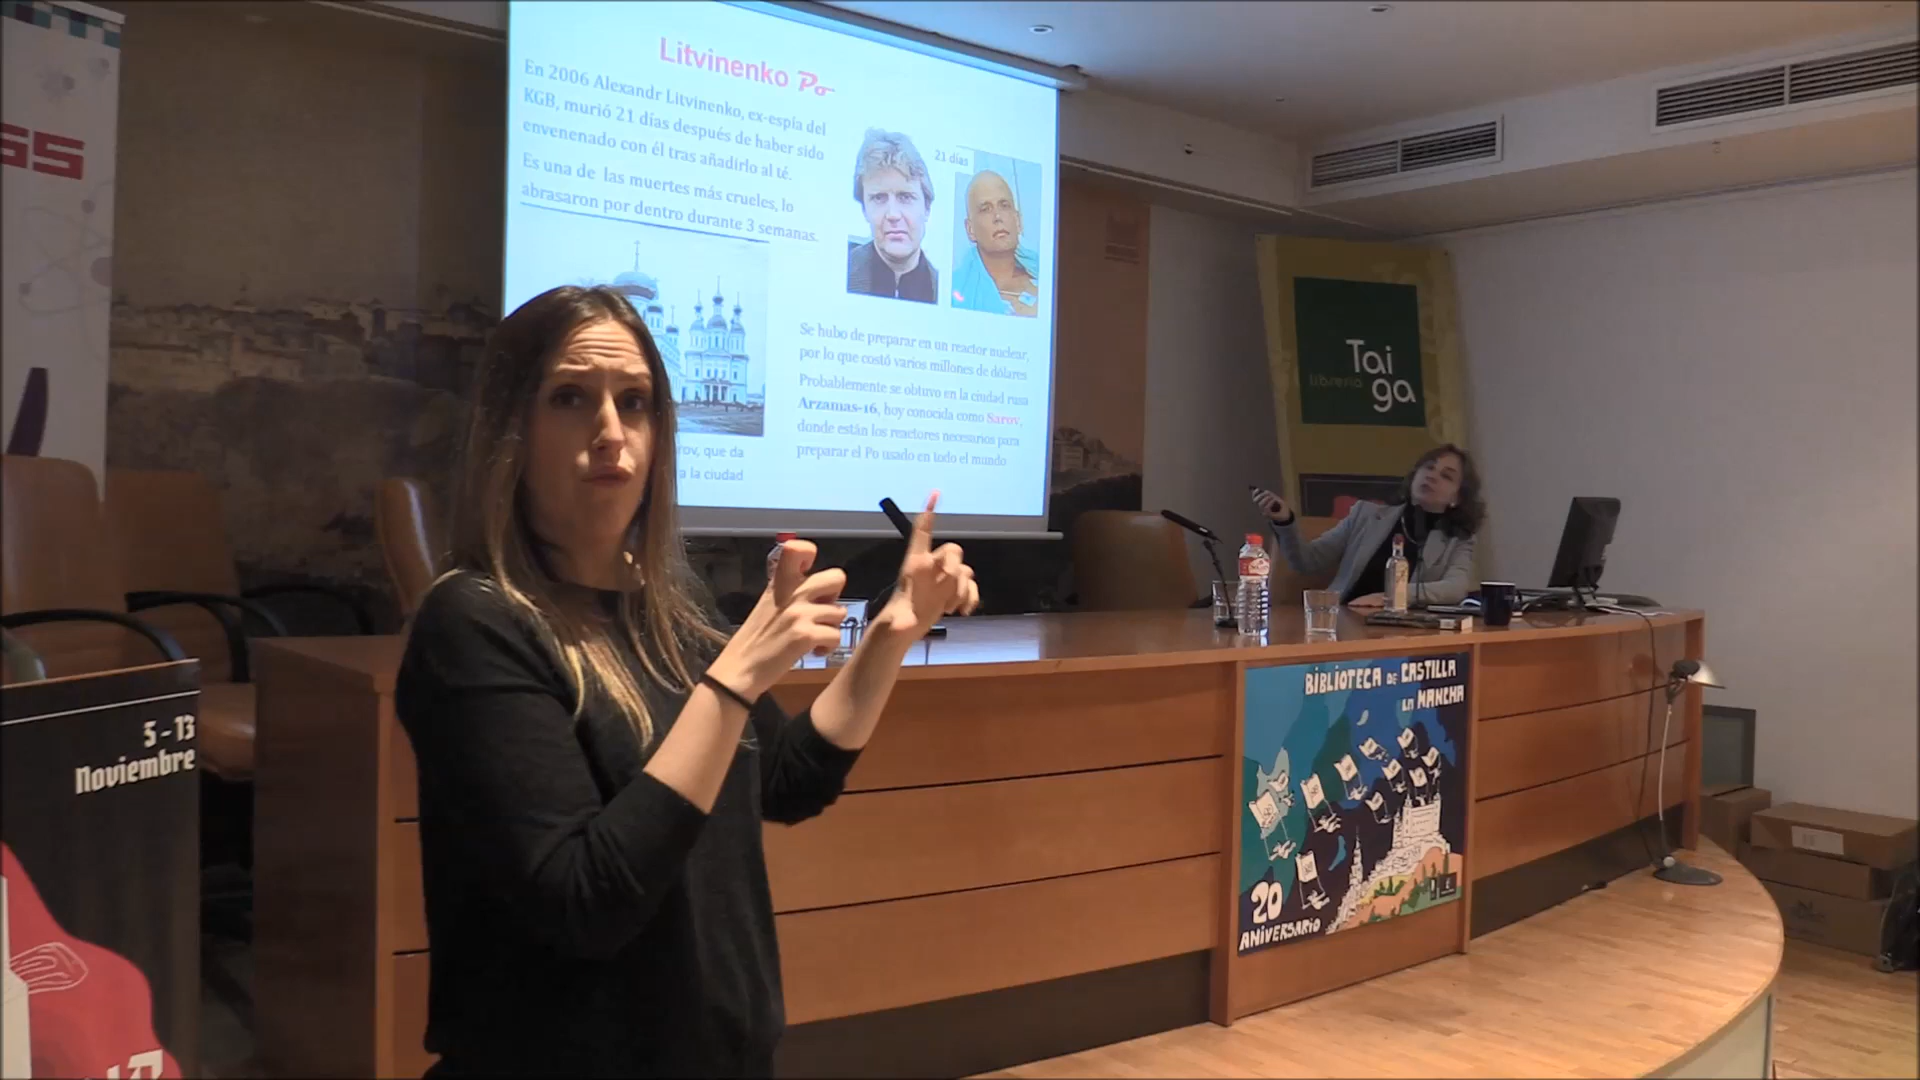 Litvinenko Po
En 2006 Alexandr Litvinenko, ex-espía del
KGB, murió 21 días después de haber sido
envenenado con él tras añadirlo al té.
Es una de las muertes más crueles, lo
abrasaron por dentro durante 3 semanas.
21 días
Se hubo de preparar en un reactor nuclear,
por lo que costó varios millones de dólares
Probablemente se obtuvo en la ciudad rusa
Arzamas-16, hoy conocida como Sarov,
donde están los reactores necesarios para
preparar el Po usado en todo el mundo
rov, que da
a la ciudad
Tai
librería
ga
5 - 13
Noviembre
BIBLIOTECA DE CASTILLA
LA MANCHA
20
ANIVERSARIO